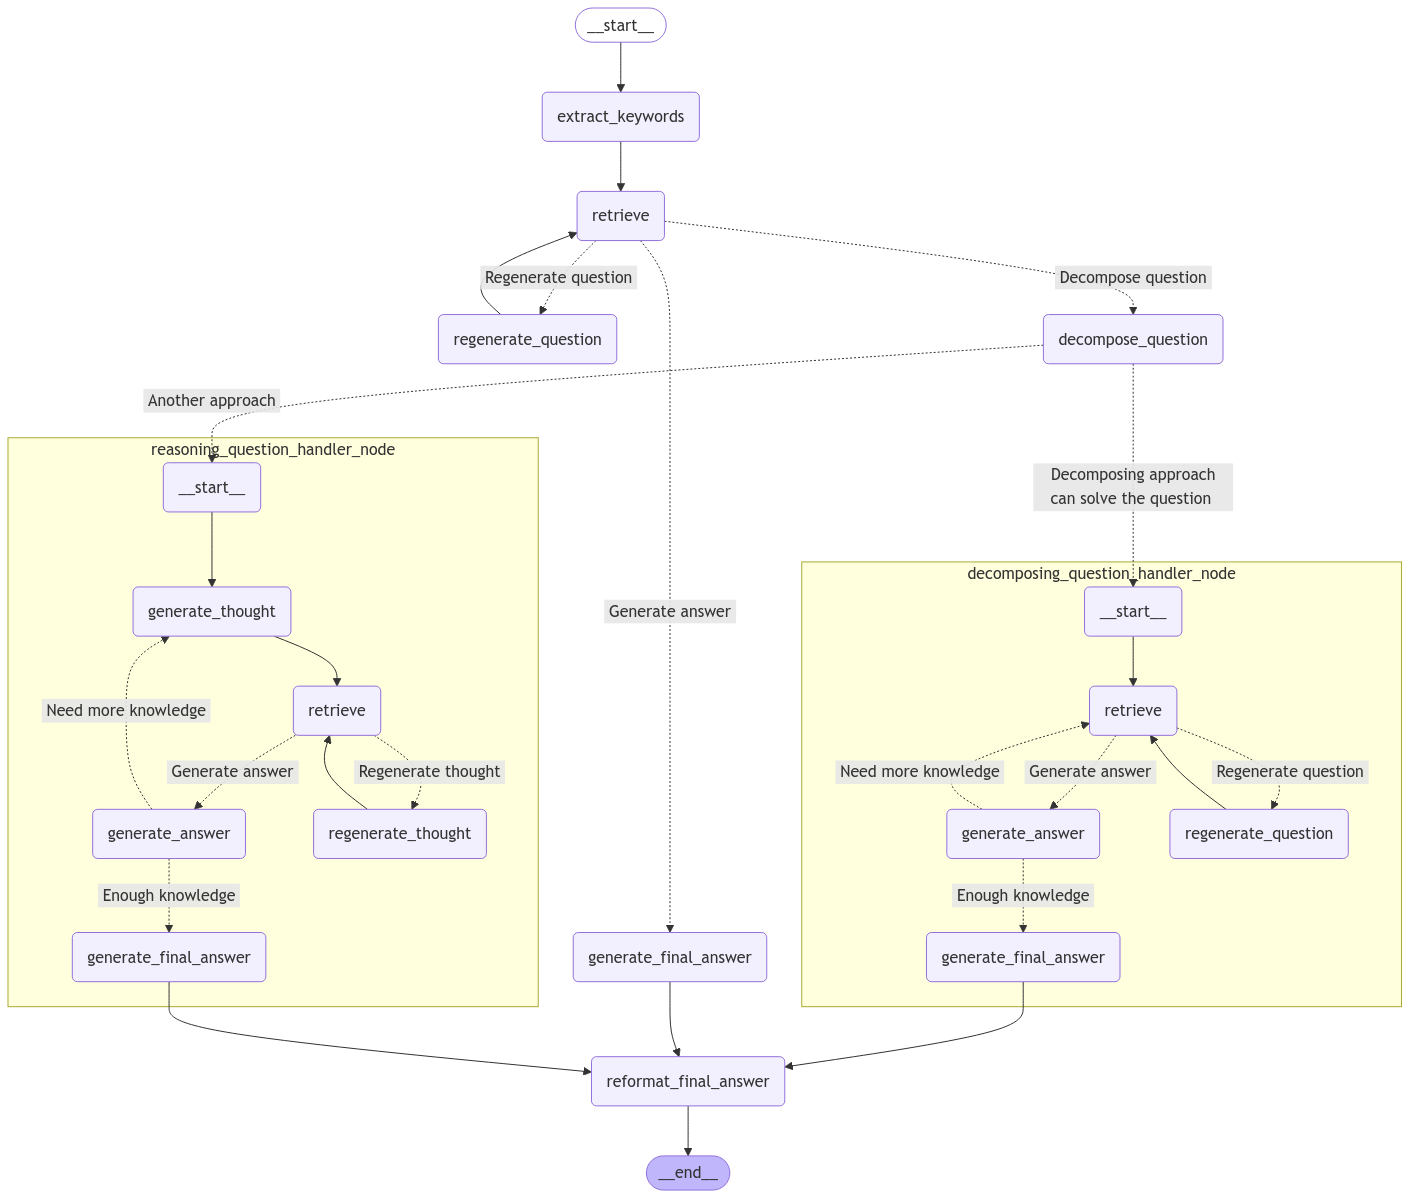 __start__
extract_keywords
retrieve
Regenerate question
Decompose question
regenerate_question
decompose_question
Another approach
reasoning_question_handler_node
__start__
Decomposing approach
can solve the question
decomposing_question_handler_node
generate_thought
Generate answer
__start__
Need more knowledge
retrieve
retrieve
Generate answer
Regenerate thought
Need more knowledge
Generate answer
Regenerate question
generate_answer
regenerate_thought
generate_answer
regenerate_question
Enough knowledge
Enough knowledge
generate_final_answer
generate_final_answer
generate_final_answer
reformat_final_answer
__end__